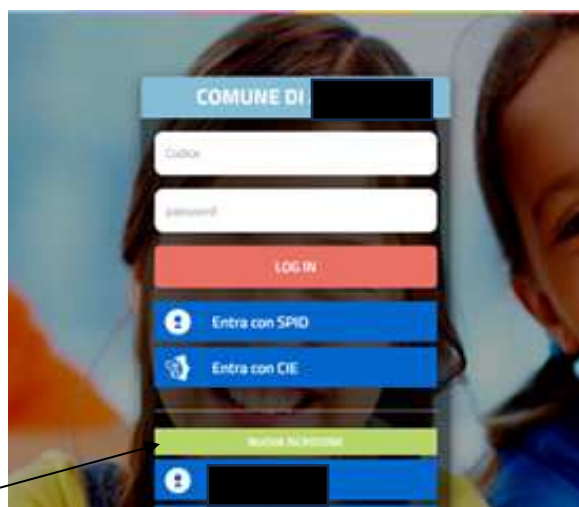 COMUNE DI
Codice
password
LOG IN
Entra con SPID
Entra con CIE
NUOVA ISCRIZIONE